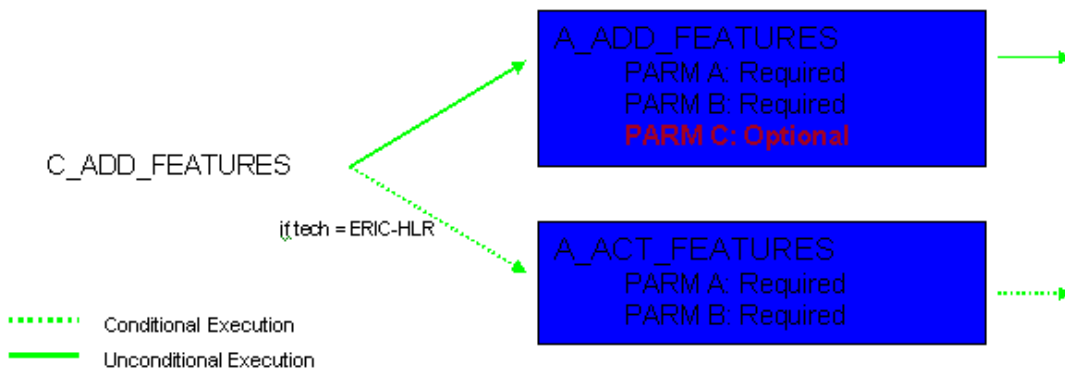 A_ADD_FEATURES
PARM A: Required
PARM B: Required
PARM C: Optional
C_ADD_FEATURES
if tech = ERIC-HLR
A_ACT_FEATURES
PARM A: Required
PARM B: Required
Conditional Execution
Unconditional Execution